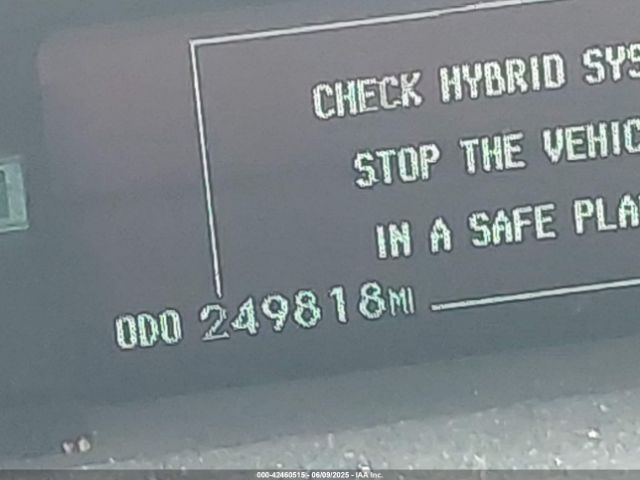 CHECK HYBRID SYS
STOP THE VEHIC
IN A SAFE PLA
ODO 249818MI
000-42460515 - 06/09/2025 - IAA Inc.